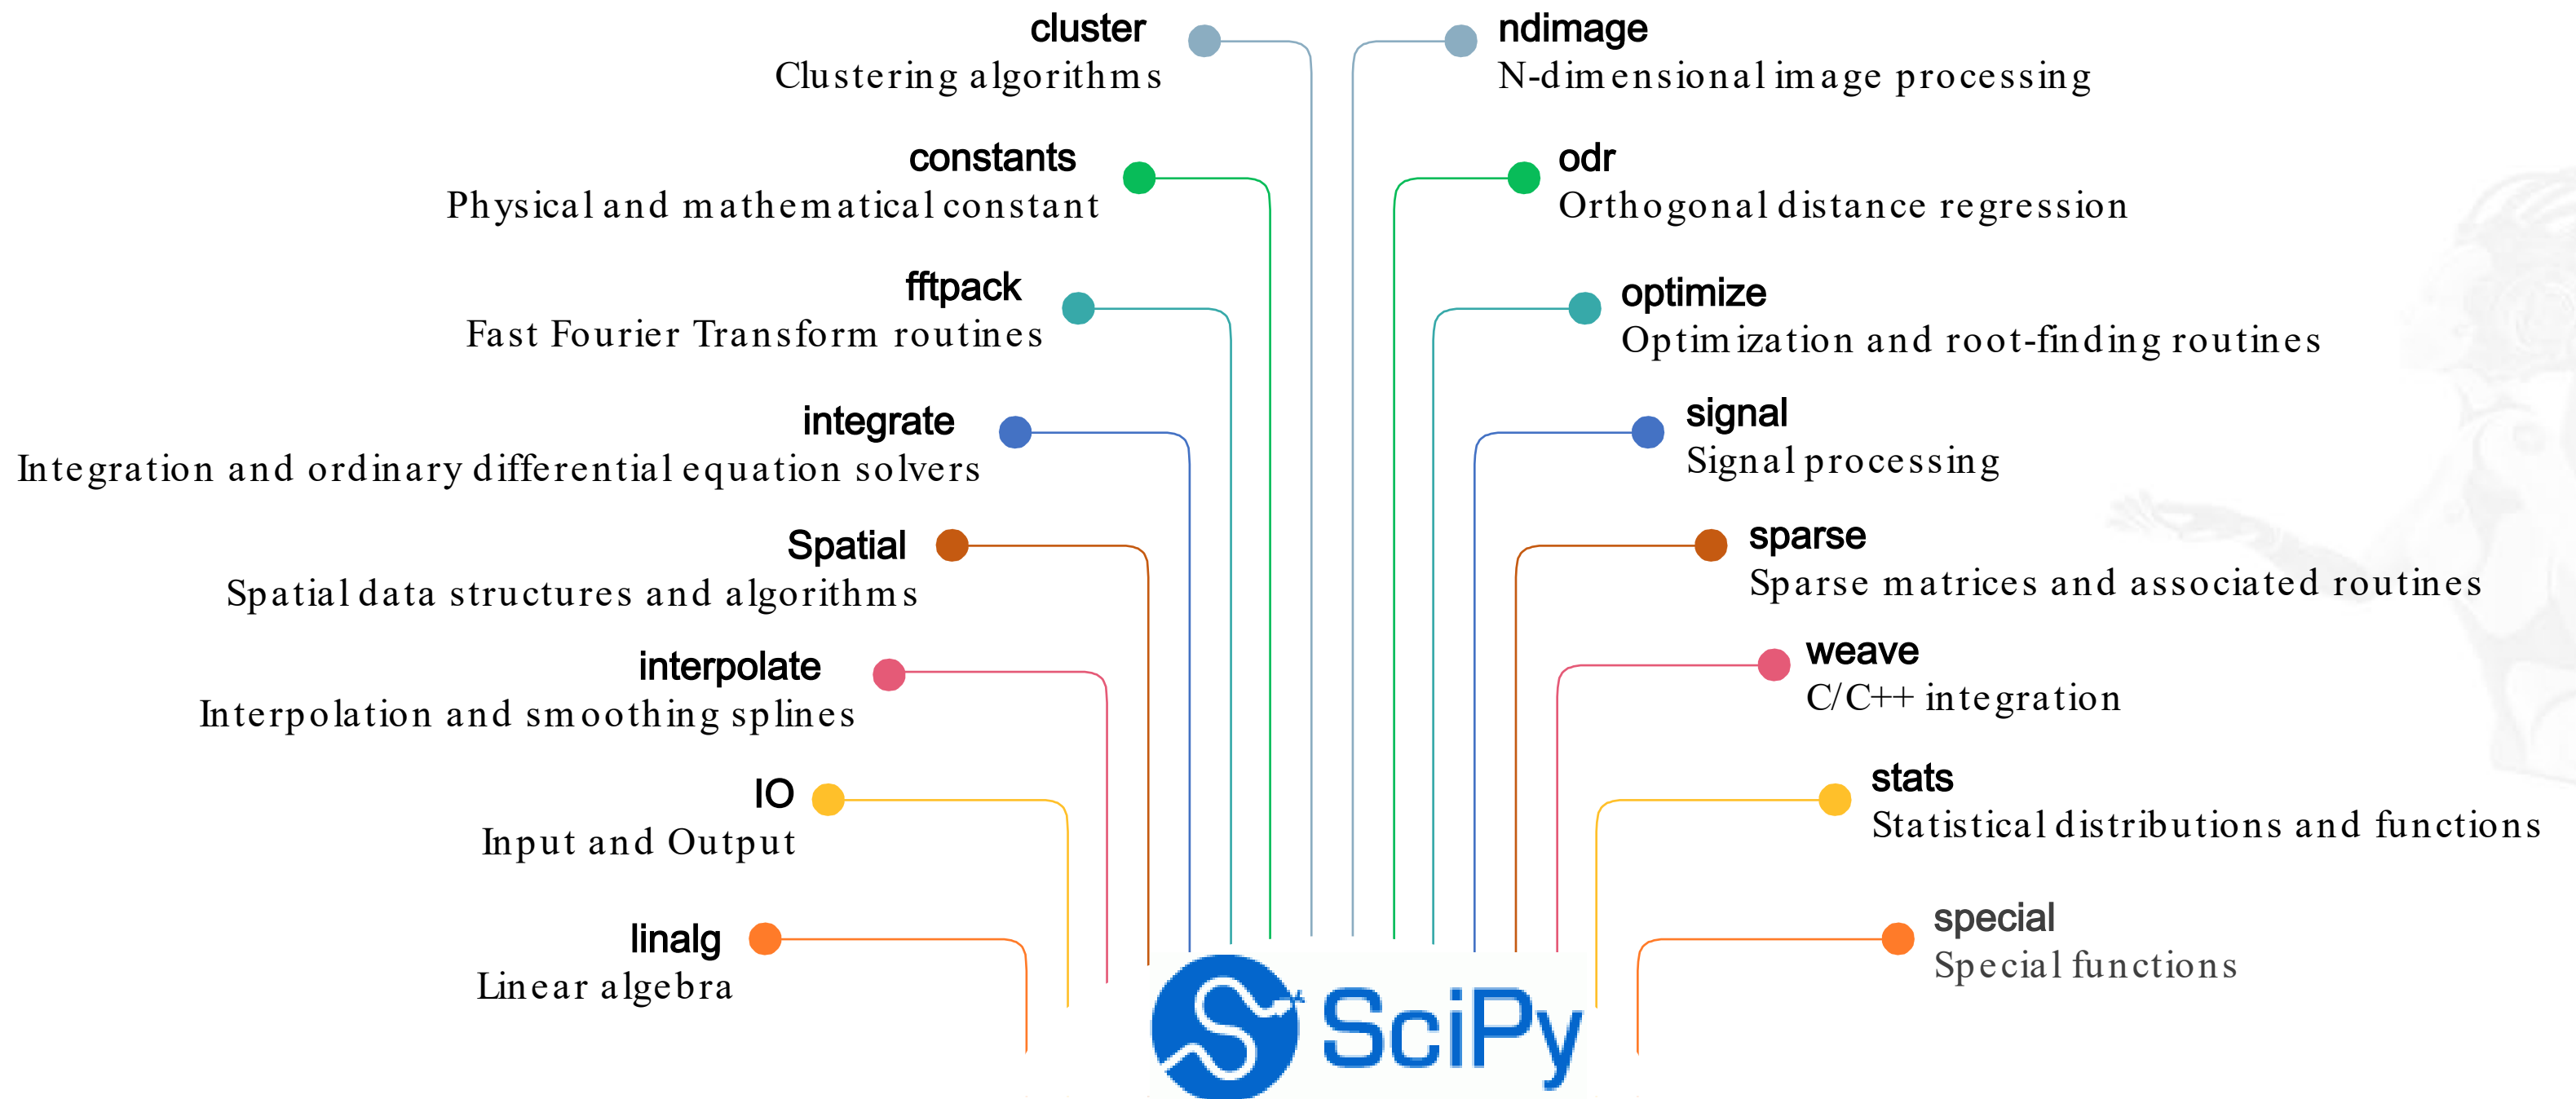 cluster
Clustering algorithms
constants
Physical and mathematical constant
fftpack
Fast Fourier Transform routines
integrate
Integration and ordinary differential equation solvers
Spatial
Spatial data structures and algorithms
interpolate
Interpolation and smoothing splines
IO
Input and Output
linalg
Linear algebra
ndimage
N-dimensional image processing
odr
Orthogonal distance regression
optimize
Optimization and root-finding routines
signal
Signal processing
sparse
Sparse matrices and associated routines
weave
C/C++ integration
stats
Statistical distributions and functions
special
Special functions
SciPy